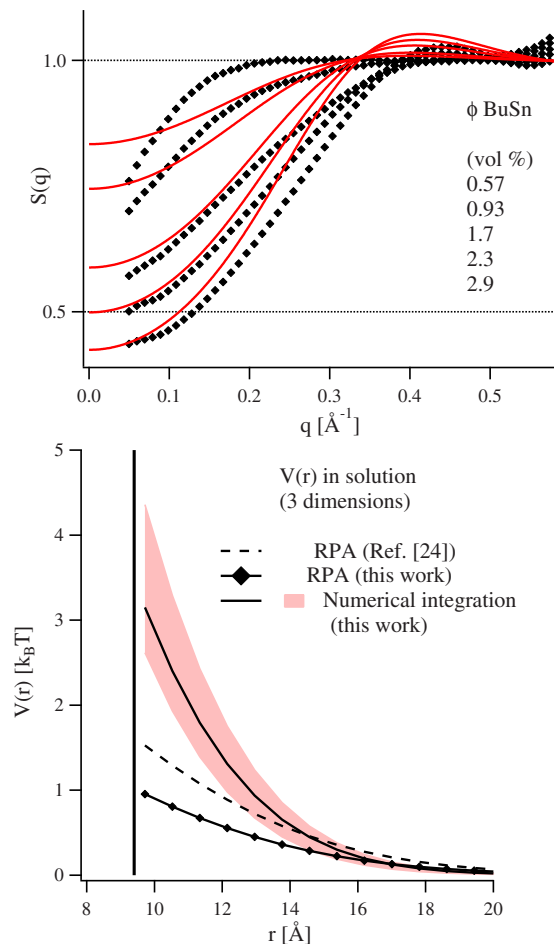 1.0
S(q)
0.5
ϕ BuSn
(vol %)
0.57
0.93
1.7
2.3
2.9
0.0 0.1 0.2 0.3 0.4 0.5
q [Å⁻¹]
5
4
3
2
1
0
V(r) [k_BT]
V(r) in solution
(3 dimensions)
RPA (Ref. [24])
RPA (this work)
Numerical integration
(this work)
8 10 12 14 16 18 20
r [Å]